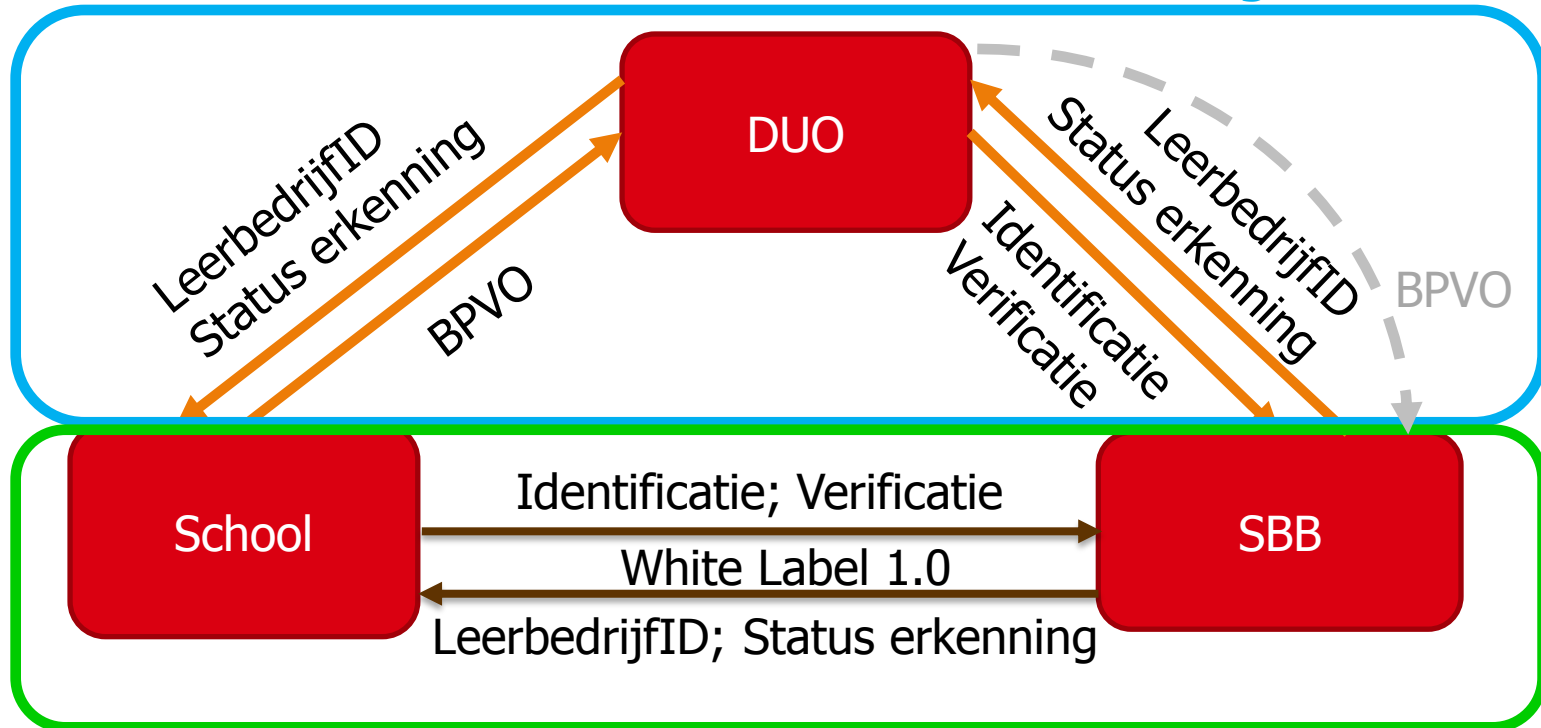 DUO
LeerbedrijfID
Status erkenning
BPVO
LeerbedrijfID
Status erkenning
Identificatie
Verificatie
BPVO
School
Identificatie; Verificatie
White Label 1.0
LeerbedrijfID; Status erkenning
SBB